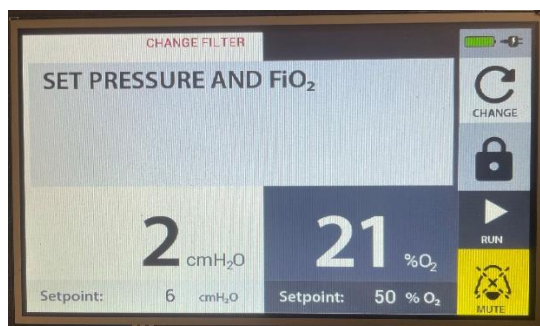 CHANGE FILTER
SET PRESSURE AND FiO₂
CHANGE
2 cmH₂O
21 %O₂
RUN
Setpoint: 6 cmH₂O
Setpoint: 50 % O₂
MUTE